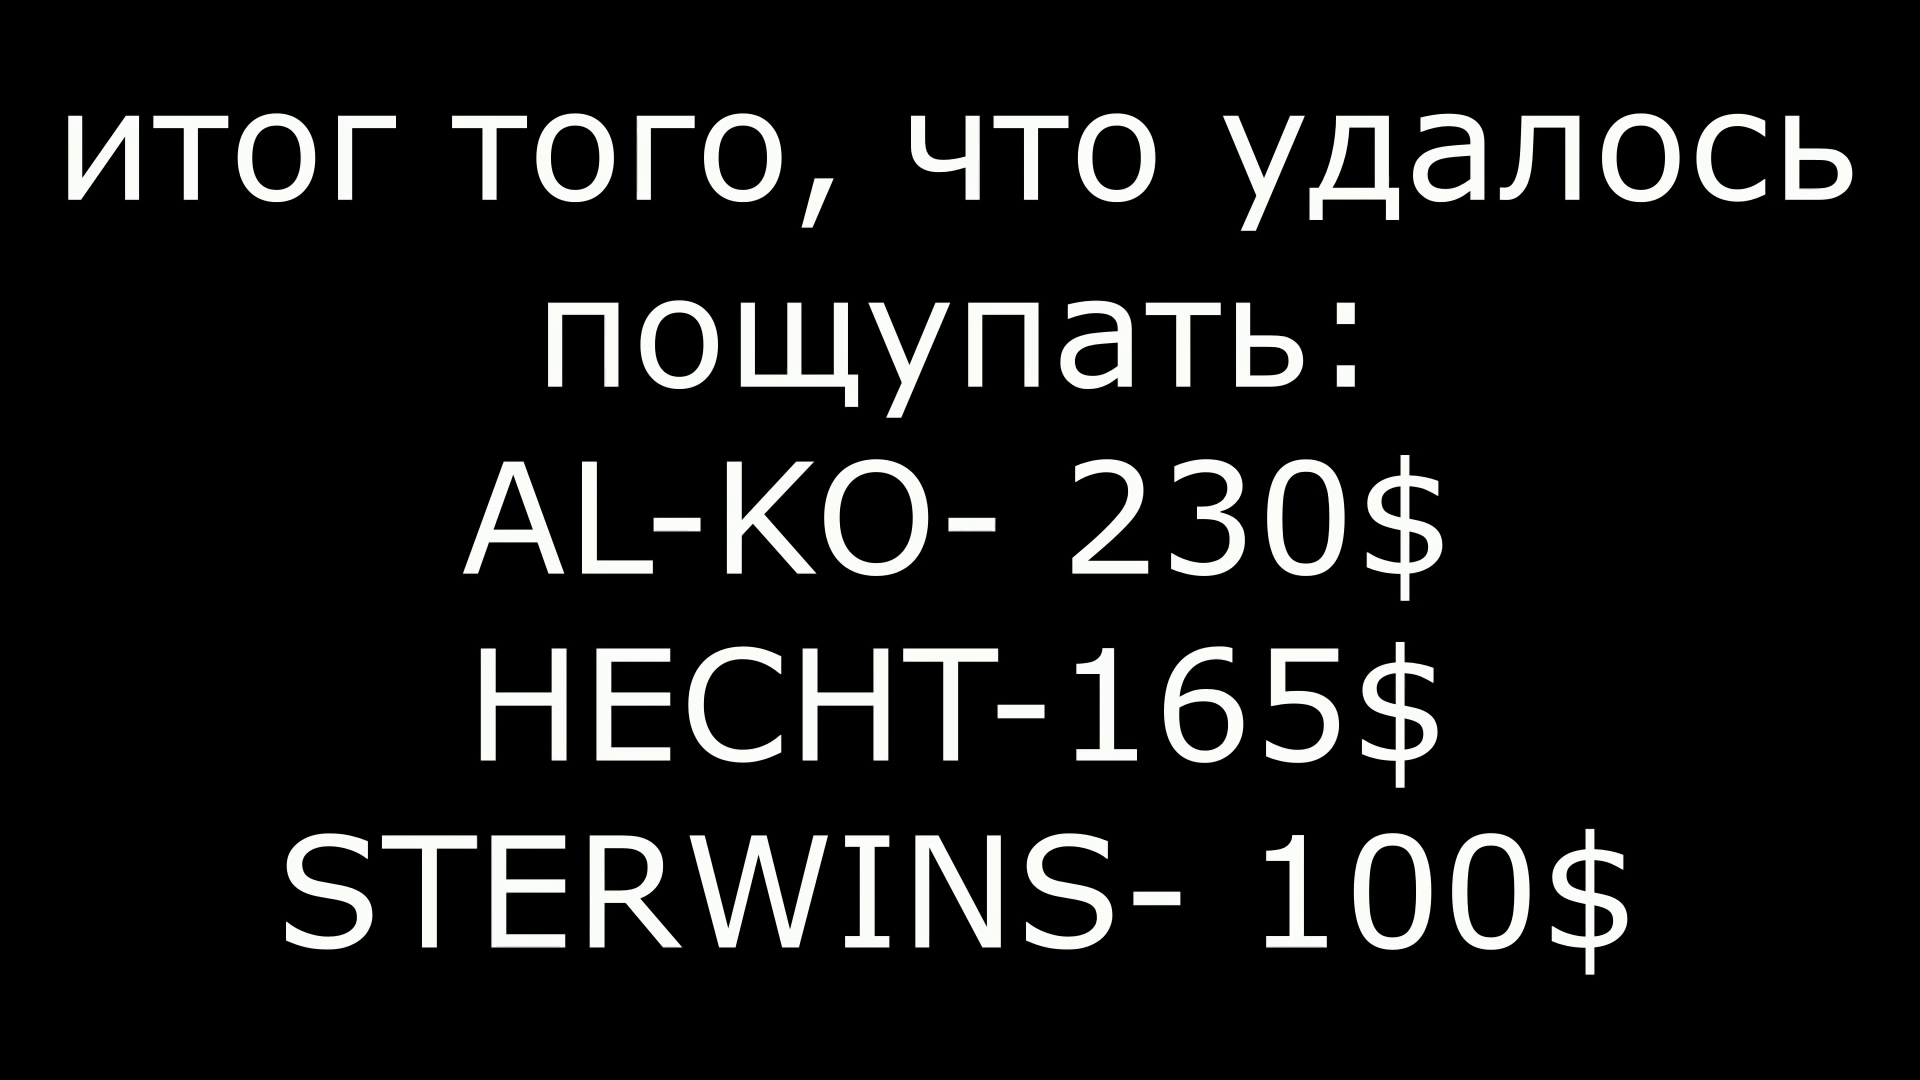 итог того, что удалось
пощупать:
AL-KO- 230$
HECHT-165$
STERWINS- 100$